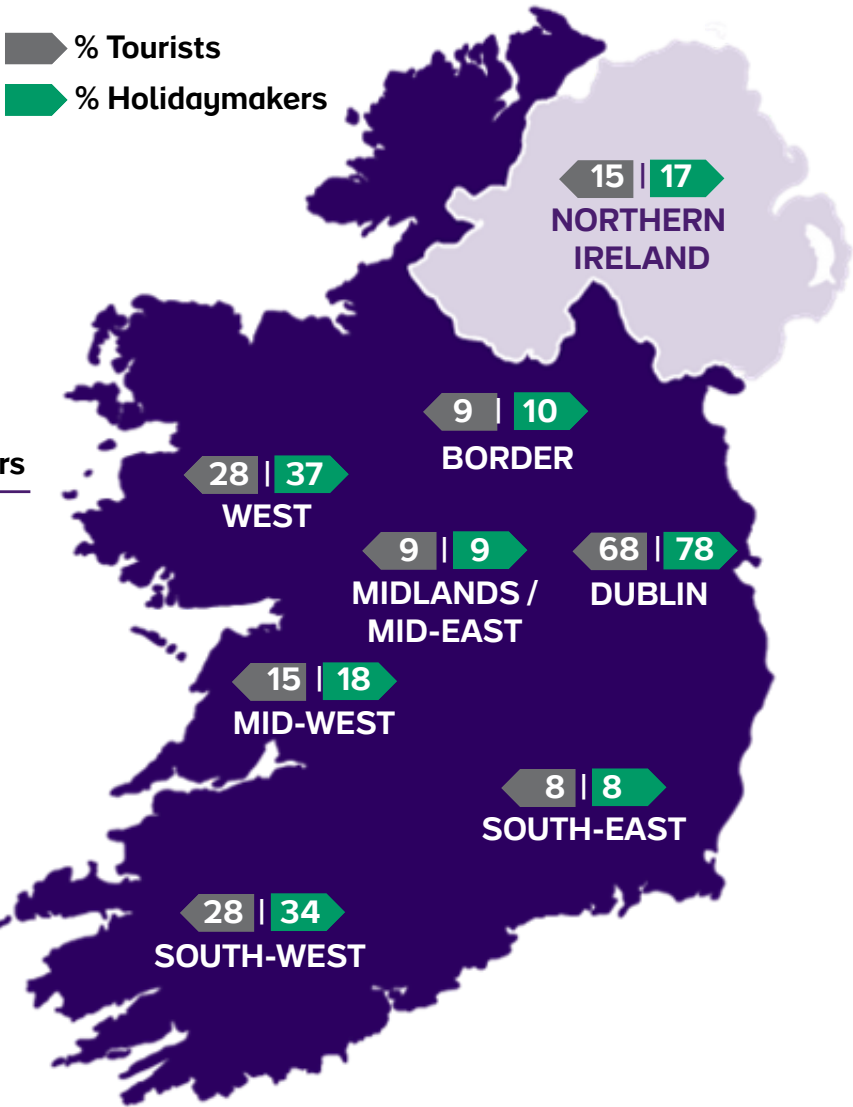 % Tourists
% Holidaymakers
15 | 17
NORTHERN
IRELAND
9 | 10
BORDER
rs
28 | 37
WEST
9 | 9
MIDLANDS /
MID-EAST
68 | 78
DUBLIN
15 | 18
MID-WEST
8 | 8
SOUTH-EAST
28 | 34
SOUTH-WEST